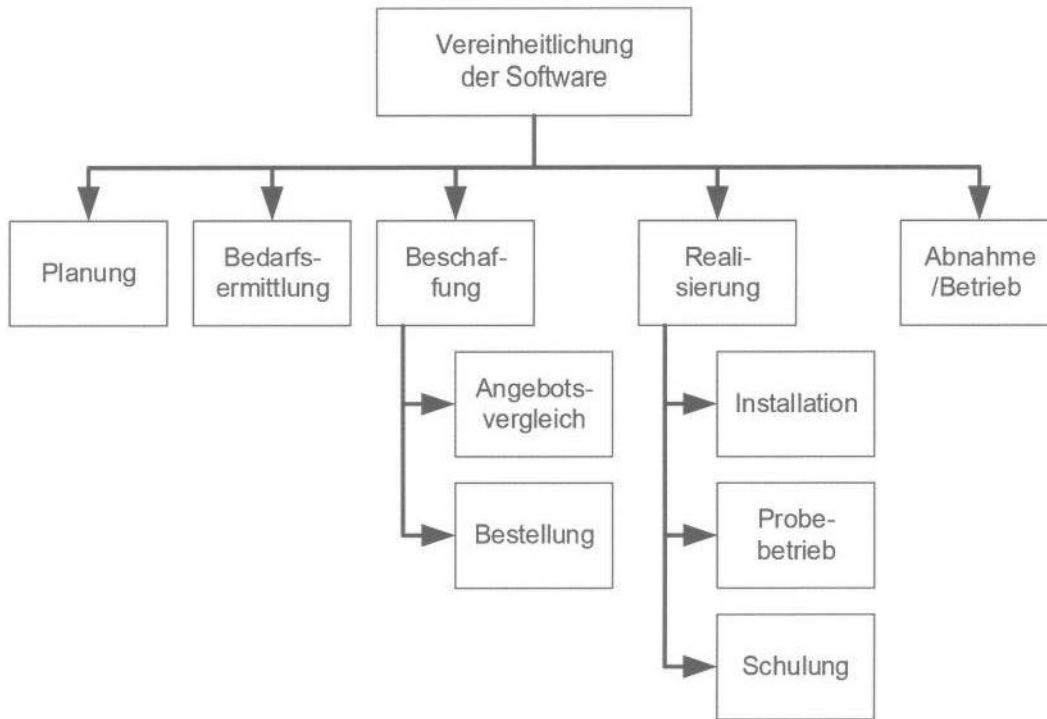 Vereinheitlichung
der Software
Planung
Bedarfs-
ermittlung
Beschaf-
fung
Reali-
sierung
Abnahme
/Betrieb
Angebots-
vergleich
Bestellung
Installation
Probe-
betrieb
Schulung